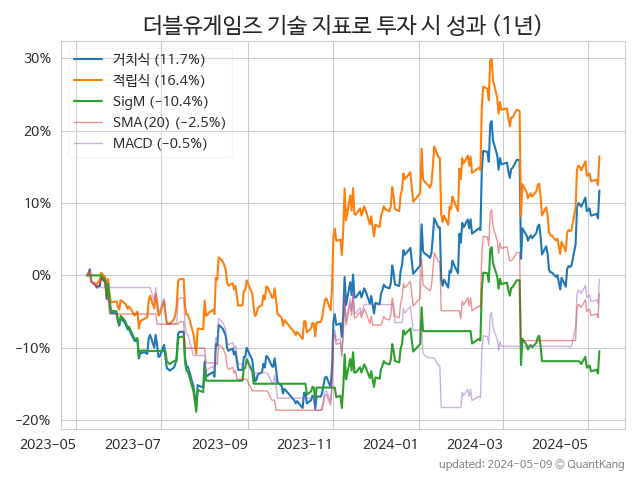 더블유게임즈 기술 지표로 투자 시 성과 (1년)
30%
20%
10%
0%
−10%
−20%
거치식 (11.7%)
적립식 (16.4%)
SigM (−10.4%)
SMA(20) (−2.5%)
MACD (−0.5%)
2023-05
2023-07
2023-09
2023-11
2024-01
2024-03
2024-05
updated: 2024-05-09 © QuantKang